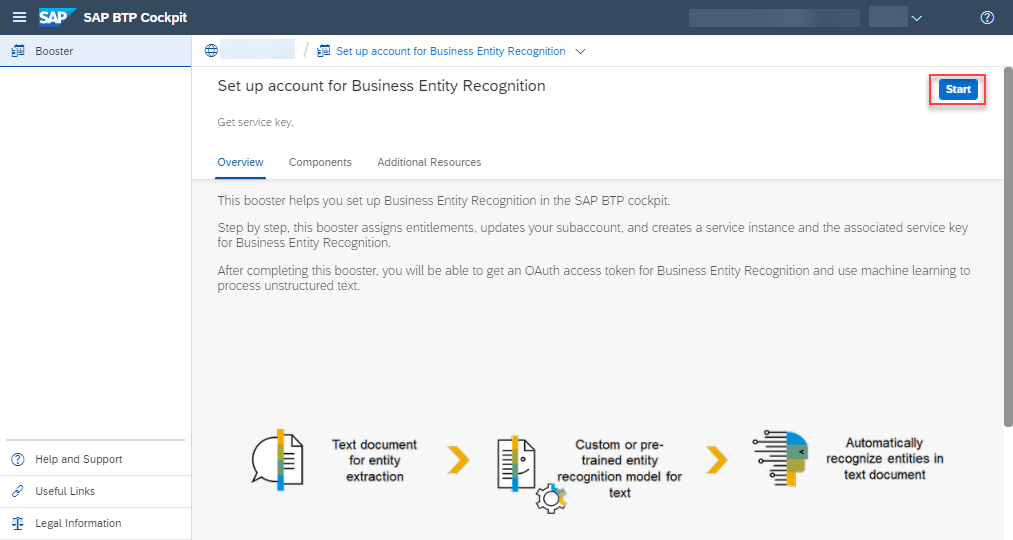 SAP SAP BTP Cockpit
Booster
Set up account for Business Entity Recognition
Set up account for Business Entity Recognition
Start
Get service key.
Overview Components Additional Resources
This booster helps you set up Business Entity Recognition in the SAP BTP cockpit.
Step by step, this booster assigns entitlements, updates your subaccount, and creates a service instance and the associated service key
for Business Entity Recognition.
After completing this booster, you will be able to get an OAuth access token for Business Entity Recognition and use machine learning to
process unstructured text.
Text document
for entity
extraction
Custom or pre-
trained entity
recognition model for
text
Automatically
recognize entities in
text document
Help and Support
Useful Links
Legal Information